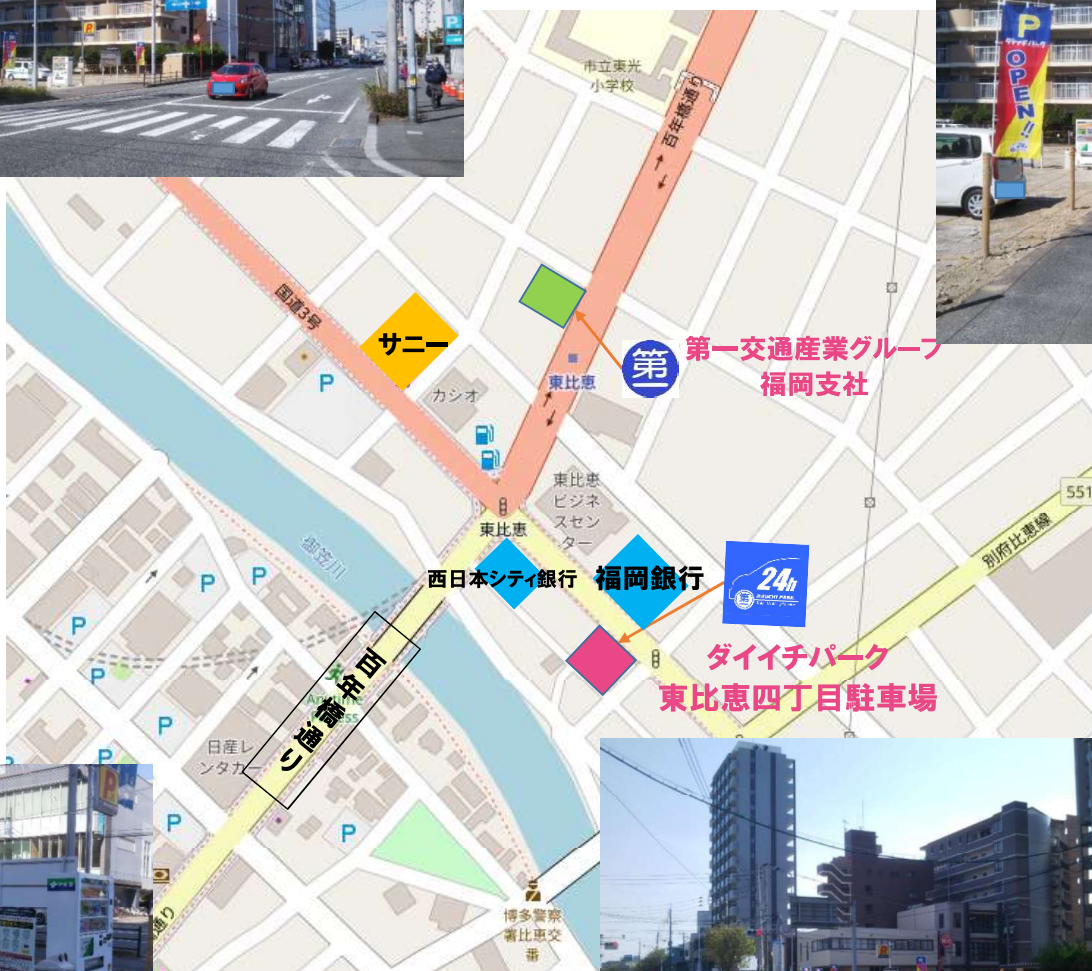 P
P
P
OPEN!!
市立東光
小学校
百年橋通り
国道3号
サニー
P
カシオ
第一
第一交通産業グループ
福岡支社
東比恵
東比恵
ビジネ
スセン
ター
551
別府比恵線
東比恵
御笠川
西日本シティ銀行
福岡銀行
24h
第一
P
P
P
P
P
P
P
P
ダイイチパーク
東比恵四丁目駐車場
百年橋通り
日産レ
ンタカー
通り
博多警察
署比恵交
番
P
P